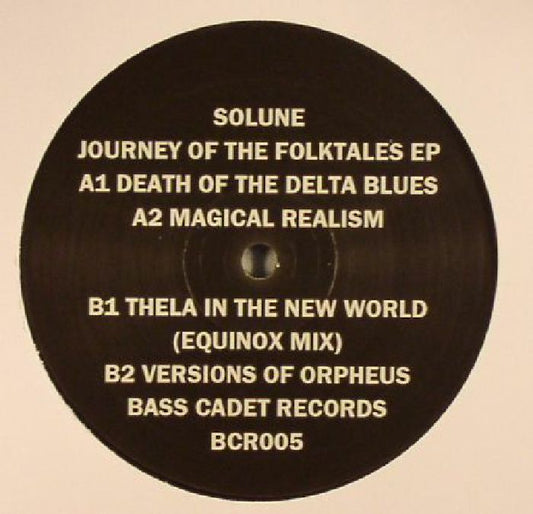 SOLUNE
JOURNEY OF THE FOLKTALES EP
A1 DEATH OF THE DELTA BLUES
A2 MAGICAL REALISM
B1 THELA IN THE NEW WORLD
(EQUINOX MIX)
B2 VERSIONS OF ORPHEUS
BASS CADET RECORDS
BCR005